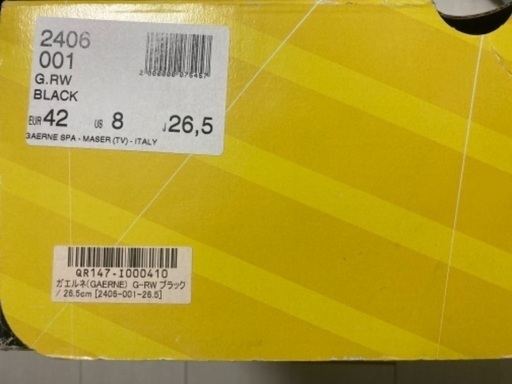 2406
001
G.RW
BLACK
EUR 42 US 8 J 26,5
GAERNE SPA - MASER (TV) - ITALY
QR147-I000410
ガエルネ(GAERNE) G-RW ブラック
/ 26.5cm [2406-001-26.5]